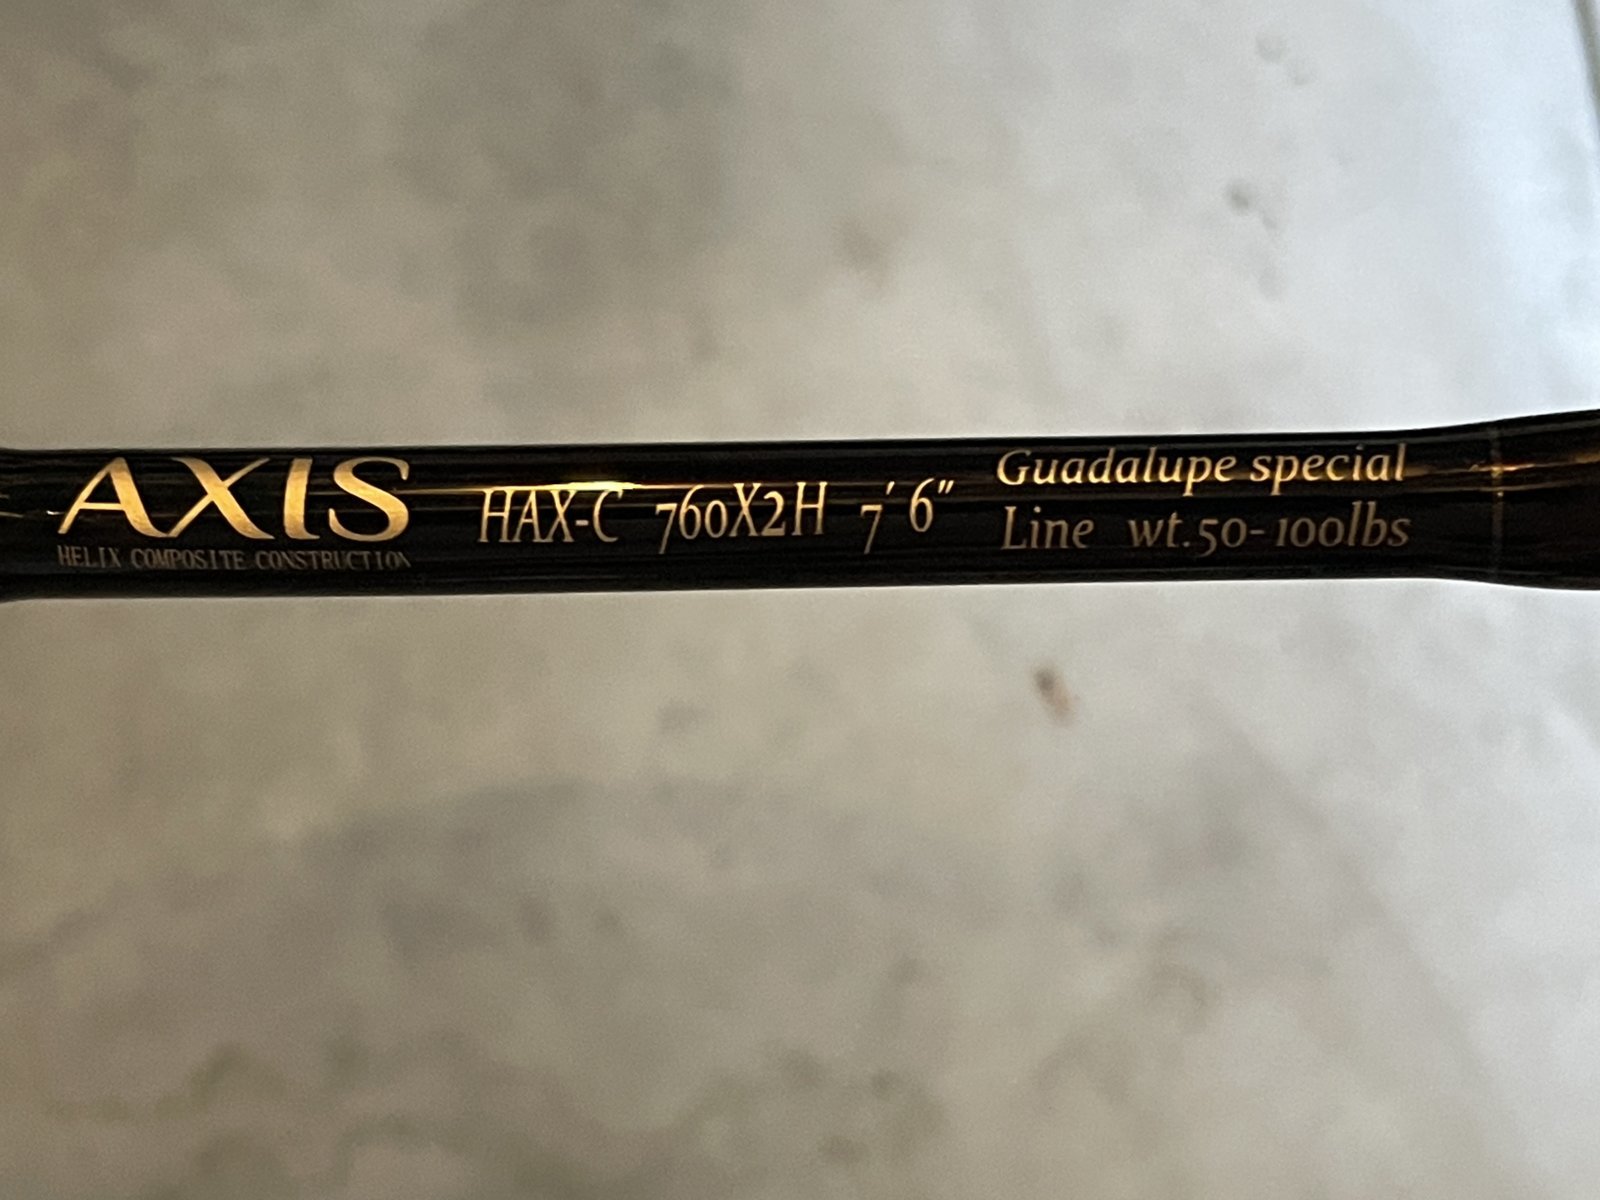 AXIS
HELIX COMPOSITE CONSTRUCTION
HAX-C 760X2H 7' 6"
Guadalupe special
Line wt.50-100lbs